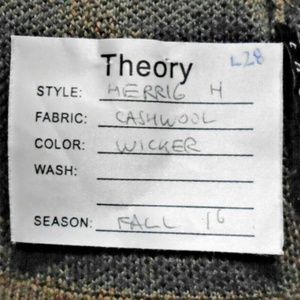 L28
Theory
STYLE: HERRIG H
FABRIC: CASHWOOL
COLOR: WICKER
WASH:
SEASON: FALL 16